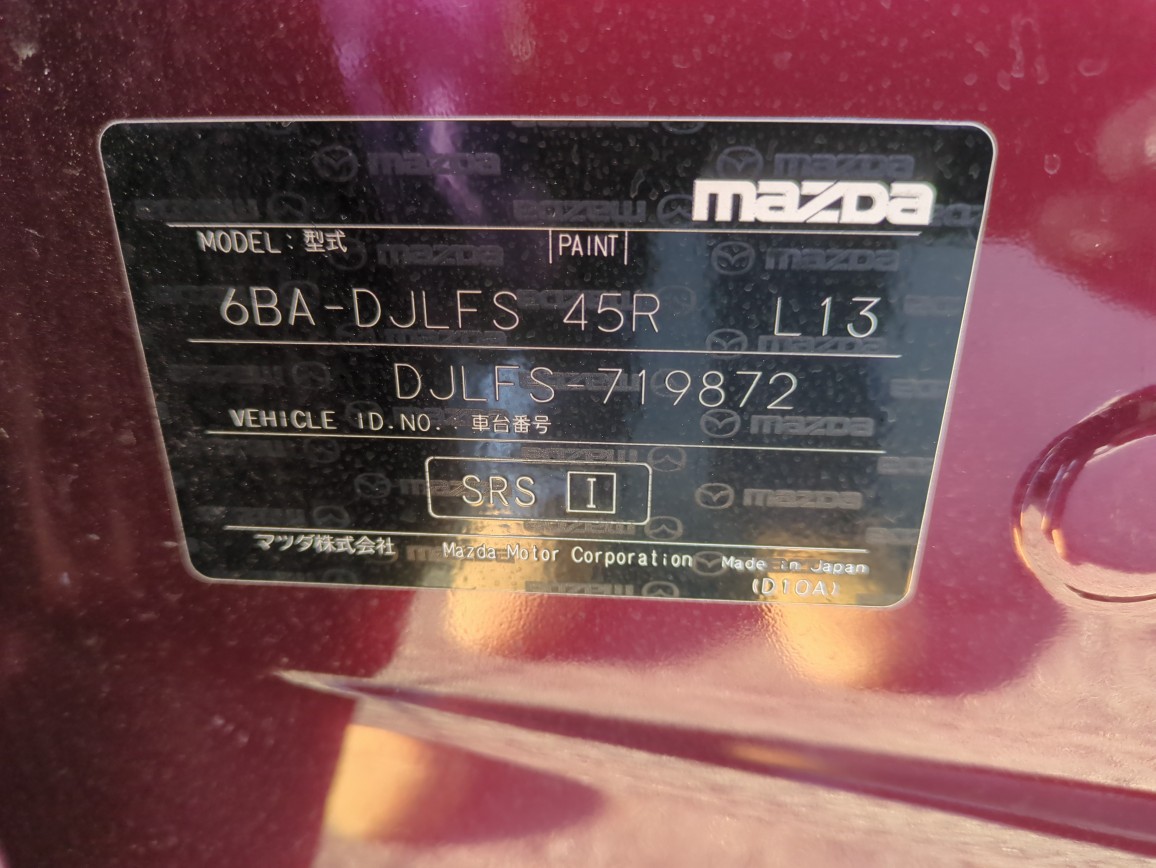 mazda
MODEL : 型式 PAINT
6BA-DJLFS 45R L13
DJLFS-719872
VEHICLE ID.NO. 車台番号
SRS I
マツダ株式会社 Mazda Motor Corporation Made in Japan
(D10A)